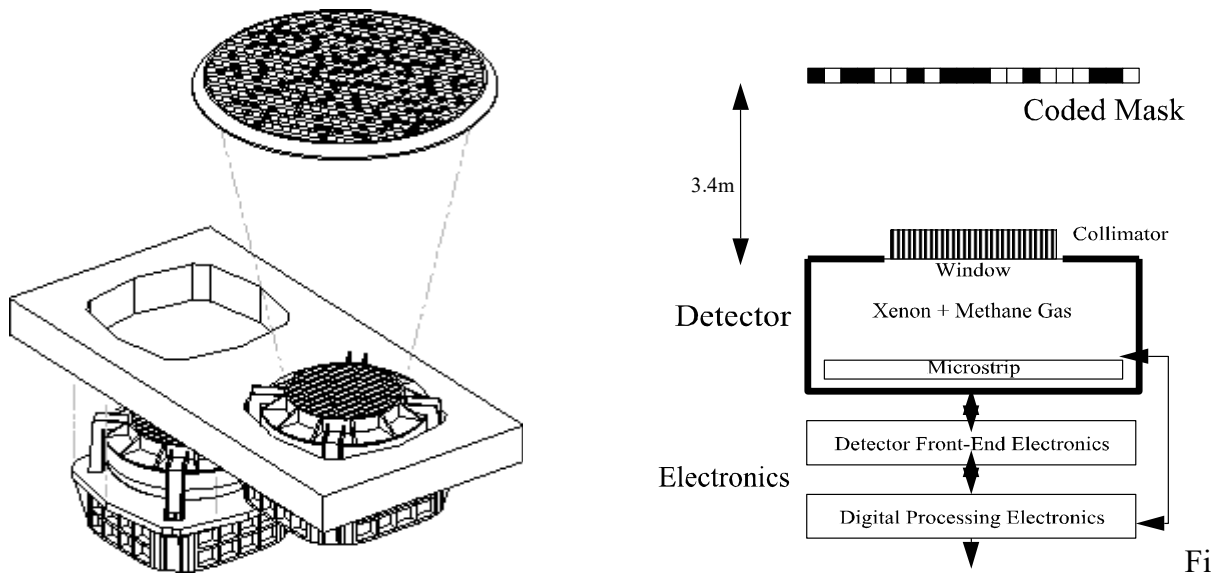 Coded Mask
3.4m
Collimator
Window
Detector
Xenon + Methane Gas
Microstrip
Detector Front-End Electronics
Electronics
Digital Processing Electronics
Fi